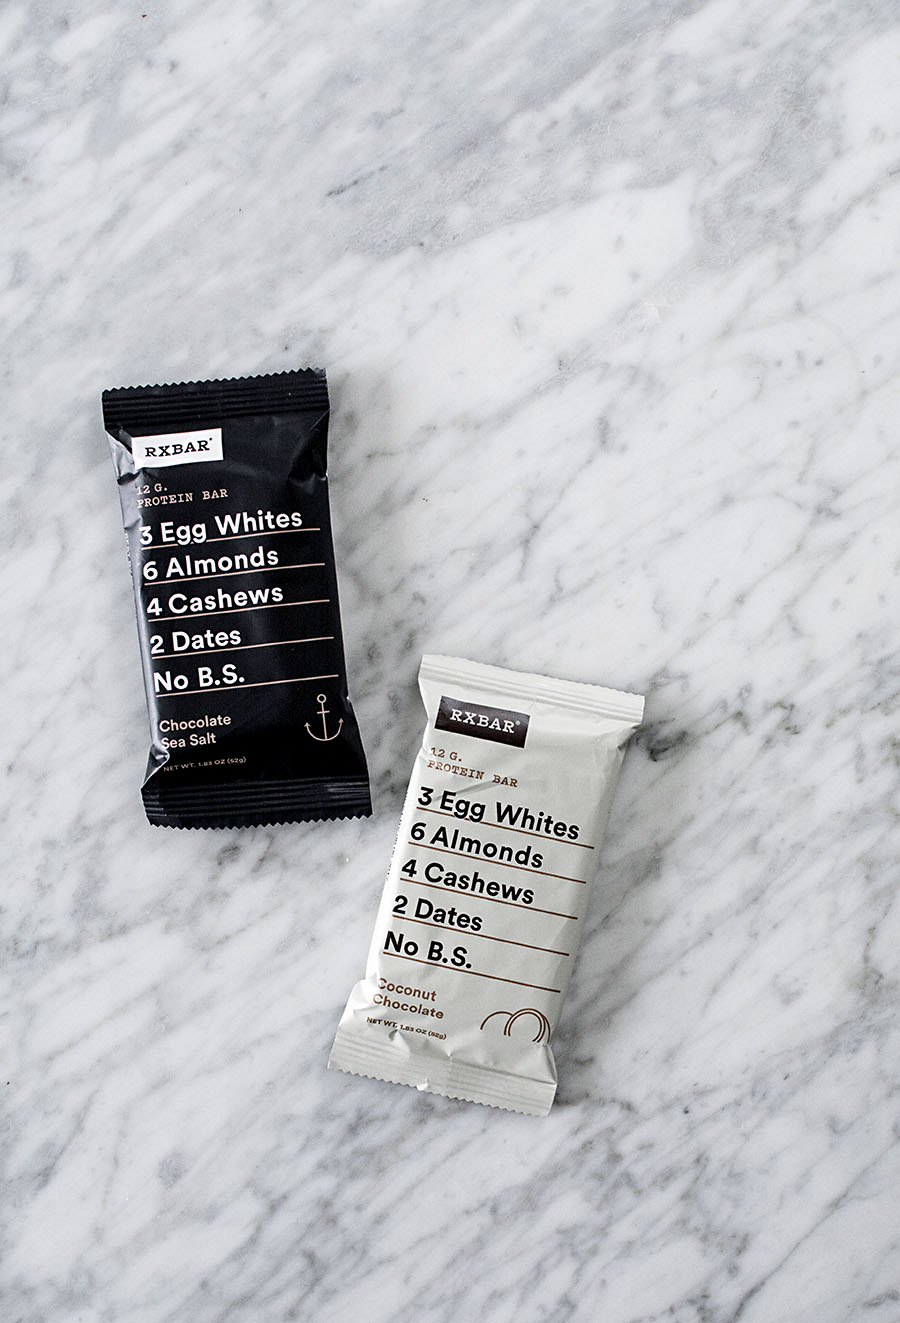 RXBAR®
12 G.
PROTEIN BAR
3 Egg Whites
6 Almonds
4 Cashews
2 Dates
No B.S.
Chocolate
Sea Salt
NET WT. 1.83 OZ (52g)
RXBAR®
12 G.
PROTEIN BAR
3 Egg Whites
6 Almonds
4 Cashews
2 Dates
No B.S.
Coconut
Chocolate
NET WT. 1.83 OZ (52g)